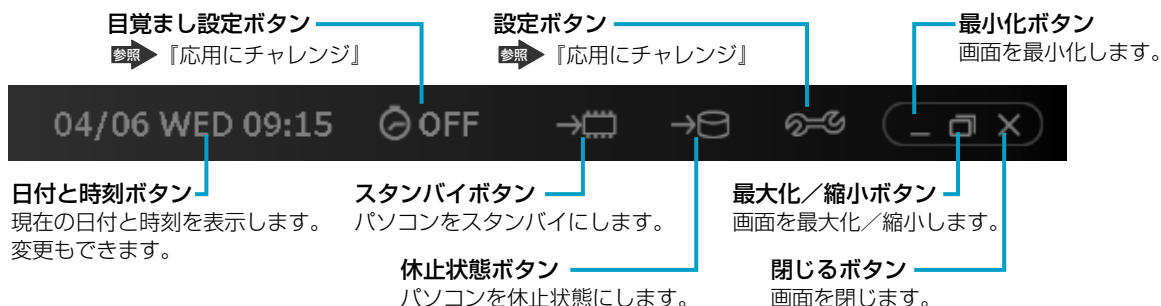 目覚まし設定ボタン
参照 『応用にチャレンジ』
設定ボタン
参照 『応用にチャレンジ』
最小化ボタン
画面を最小化します。
04/06 WED 09:15 OFF
日付と時刻ボタン
現在の日付と時刻を表示します。
変更もできます。
スタンバイボタン
パソコンをスタンバイにします。
最大化／縮小ボタン
画面を最大化／縮小します。
休止状態ボタン
パソコンを休止状態にします。
閉じるボタン
画面を閉じます。